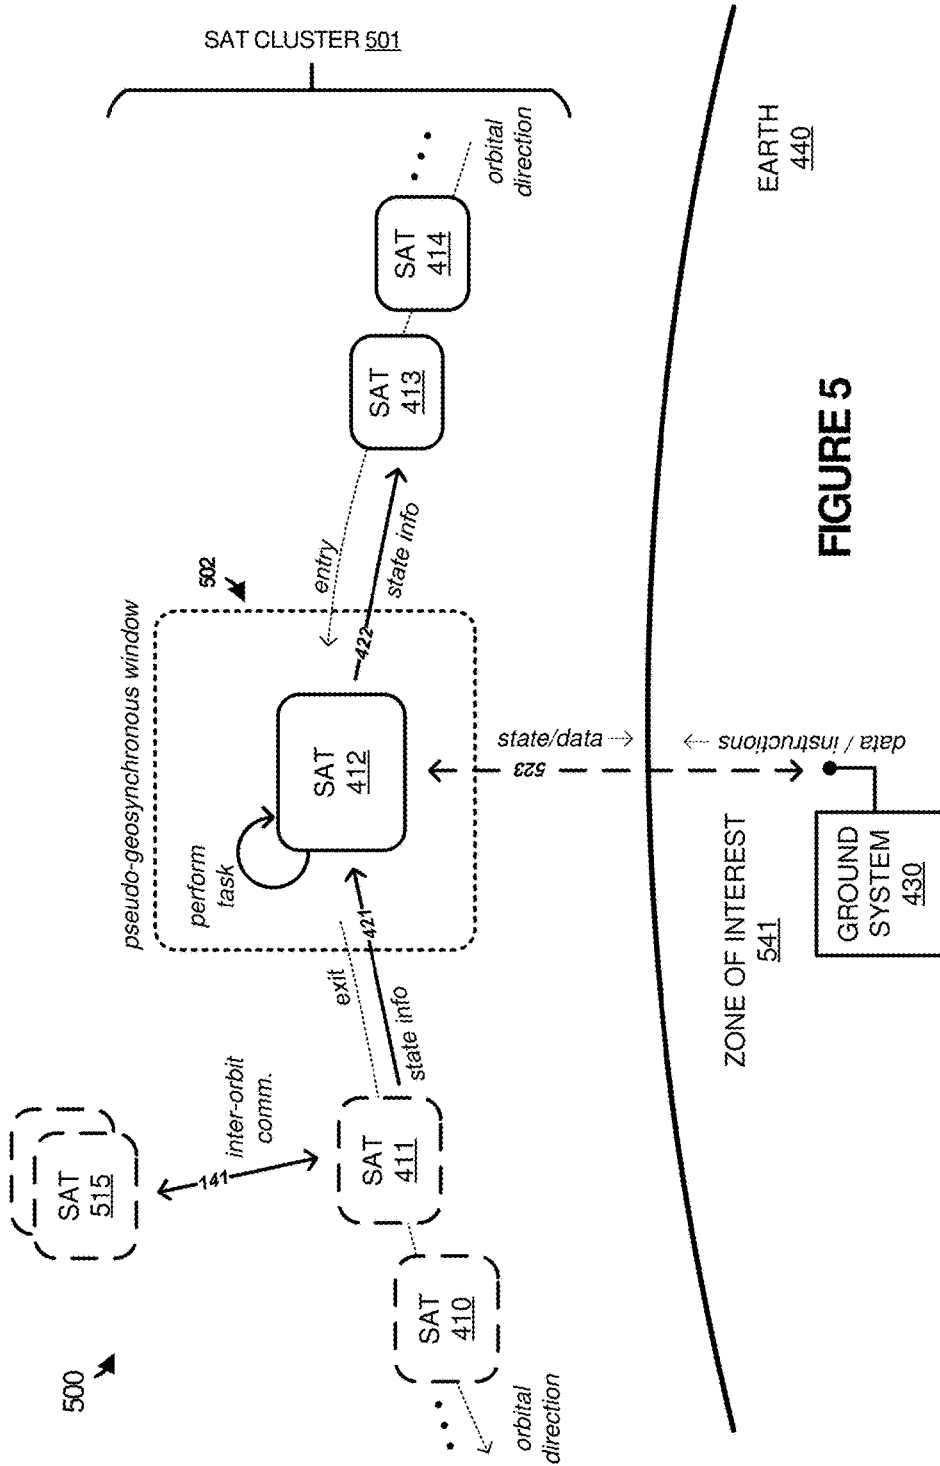 500
SAT
515
141
inter-orbit
comm.
SAT CLUSTER 501
pseudo-geosynchronous window
502
perform
task
SAT
410
SAT
411
exit
state info
421
SAT
412
422
entry
state info
SAT
413
SAT
414
orbital
direction
orbital
direction
state/data
523
data / instructions
ZONE OF INTEREST
541
EARTH
440
GROUND
SYSTEM
430
FIGURE 5